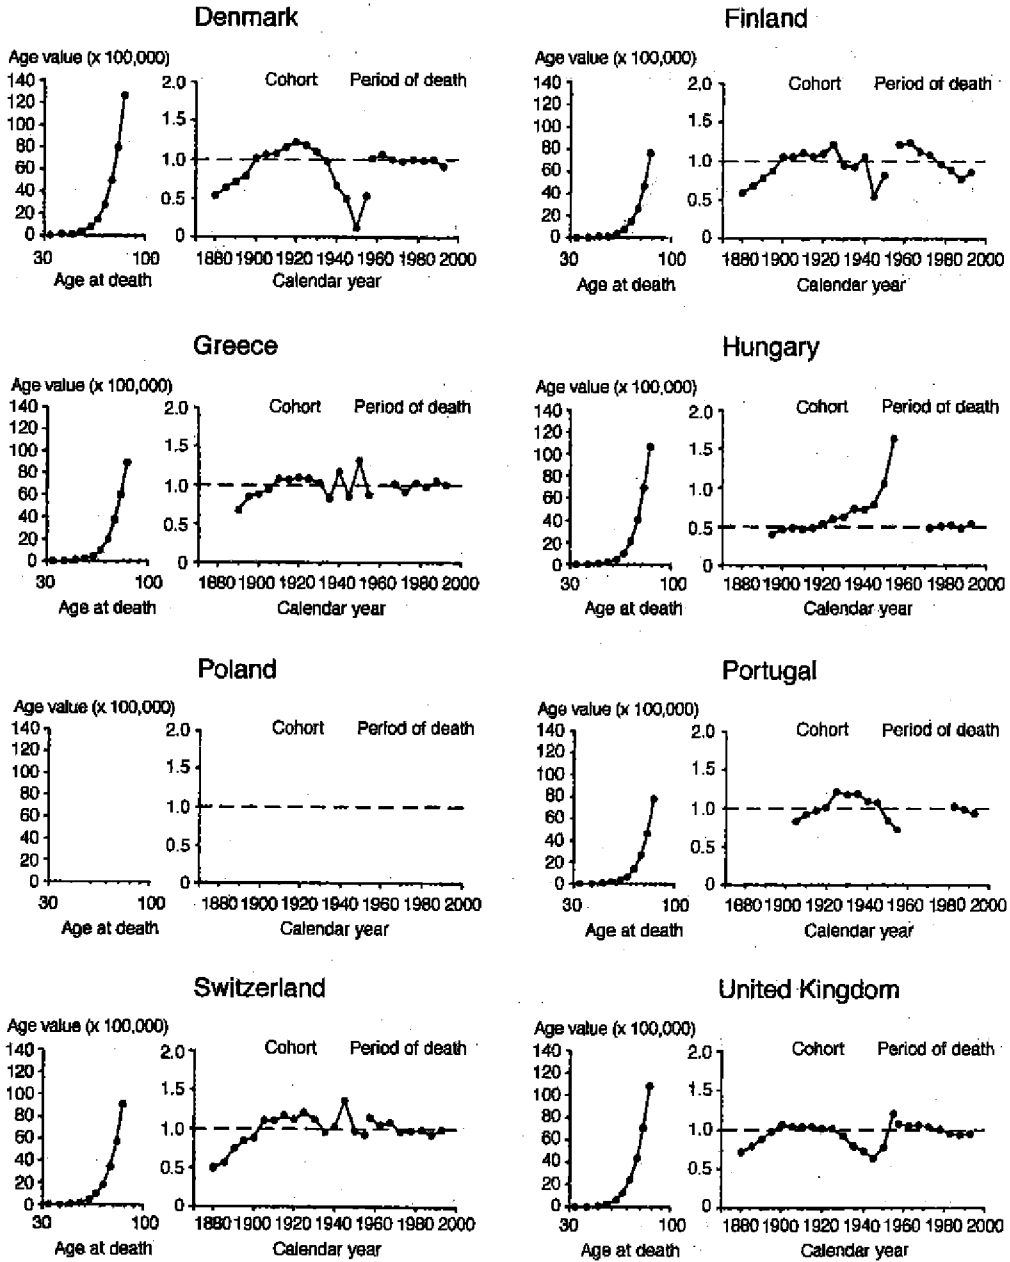 Denmark
Age value (x 100,000)
Cohort Period of death
140
120
100
80
60
40
20
0
30 100
Age at death
2.0
1.5
1.0
0.5
0
1880 1900 1920 1940 1960 1980 2000
Calendar year
Finland
Age value (x 100,000)
Cohort Period of death
140
120
100
80
60
40
20
0
30 100
Age at death
2.0
1.5
1.0
0.5
0
1880 1900 1920 1940 1960 1980 2000
Calendar year
Greece
Age value (x 100,000)
Cohort Period of death
140
120
100
80
60
40
20
0
30 100
Age at death
2.0
1.5
1.0
0.5
0
1880 1900 1920 1940 1960 1980 2000
Calendar year
Hungary
Age value (x 100,000)
Cohort Period of death
140
120
100
80
60
40
20
0
30 100
Age at death
2.0
1.5
1.0
0.5
0
1880 1900 1920 1940 1960 1980 2000
Calendar year
Poland
Age value (x 100,000)
Cohort Period of death
140
120
100
80
60
40
20
0
30 100
Age at death
2.0
1.5
1.0
0.5
0
1880 1900 1920 1940 1960 1980 2000
Calendar year
Portugal
Age value (x 100,000)
Cohort Period of death
140
120
100
80
60
40
20
0
30 100
Age at death
2.0
1.5
1.0
0.5
0
1880 1900 1920 1940 1960 1980 2000
Calendar year
Switzerland
Age value (x 100,000)
Cohort Period of death
140
120
100
80
60
40
20
0
30 100
Age at death
2.0
1.5
1.0
0.5
0
1880 1900 1920 1940 1960 1980 2000
Calendar year
United Kingdom
Age value (x 100,000)
Cohort Period of death
140
120
100
80
60
40
20
0
30 100
Age at death
2.0
1.5
1.0
0.5
0
1880 1900 1920 1940 1960 1980 2000
Calendar year